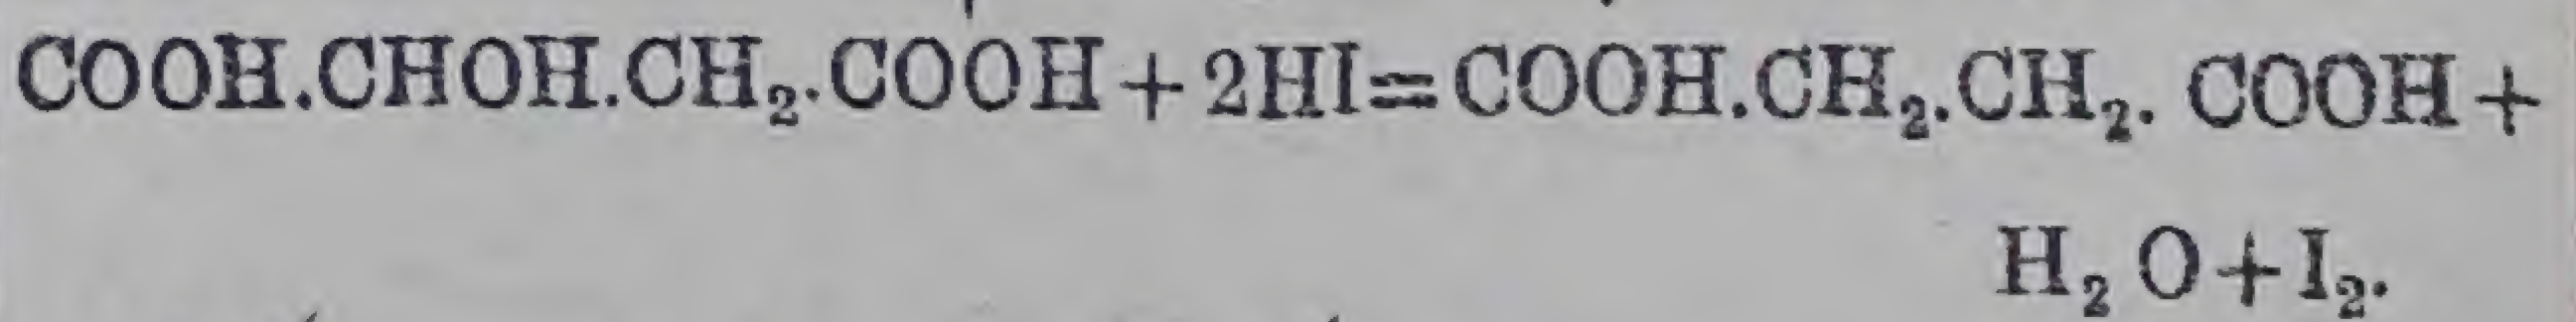 COOH.CHOH.CH₂.COOH+2HI=COOH.CH₂.CH₂. COOH+
H₂ O+I₂.